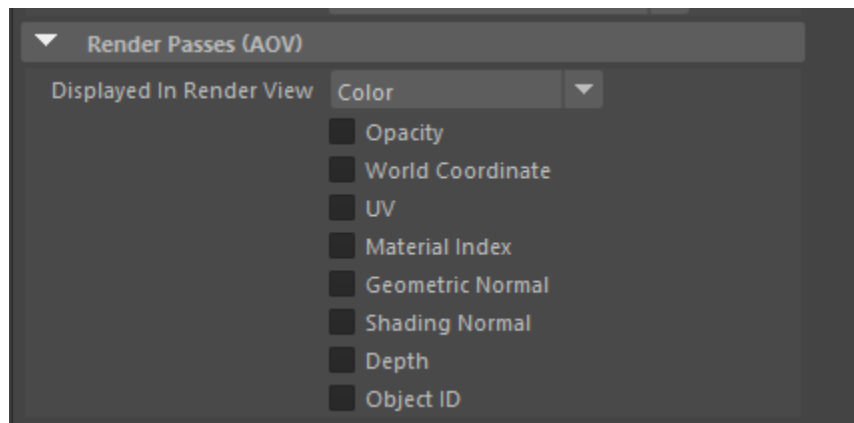 Render Passes (AOV)
Displayed In Render View Color
Opacity
World Coordinate
UV
Material Index
Geometric Normal
Shading Normal
Depth
Object ID